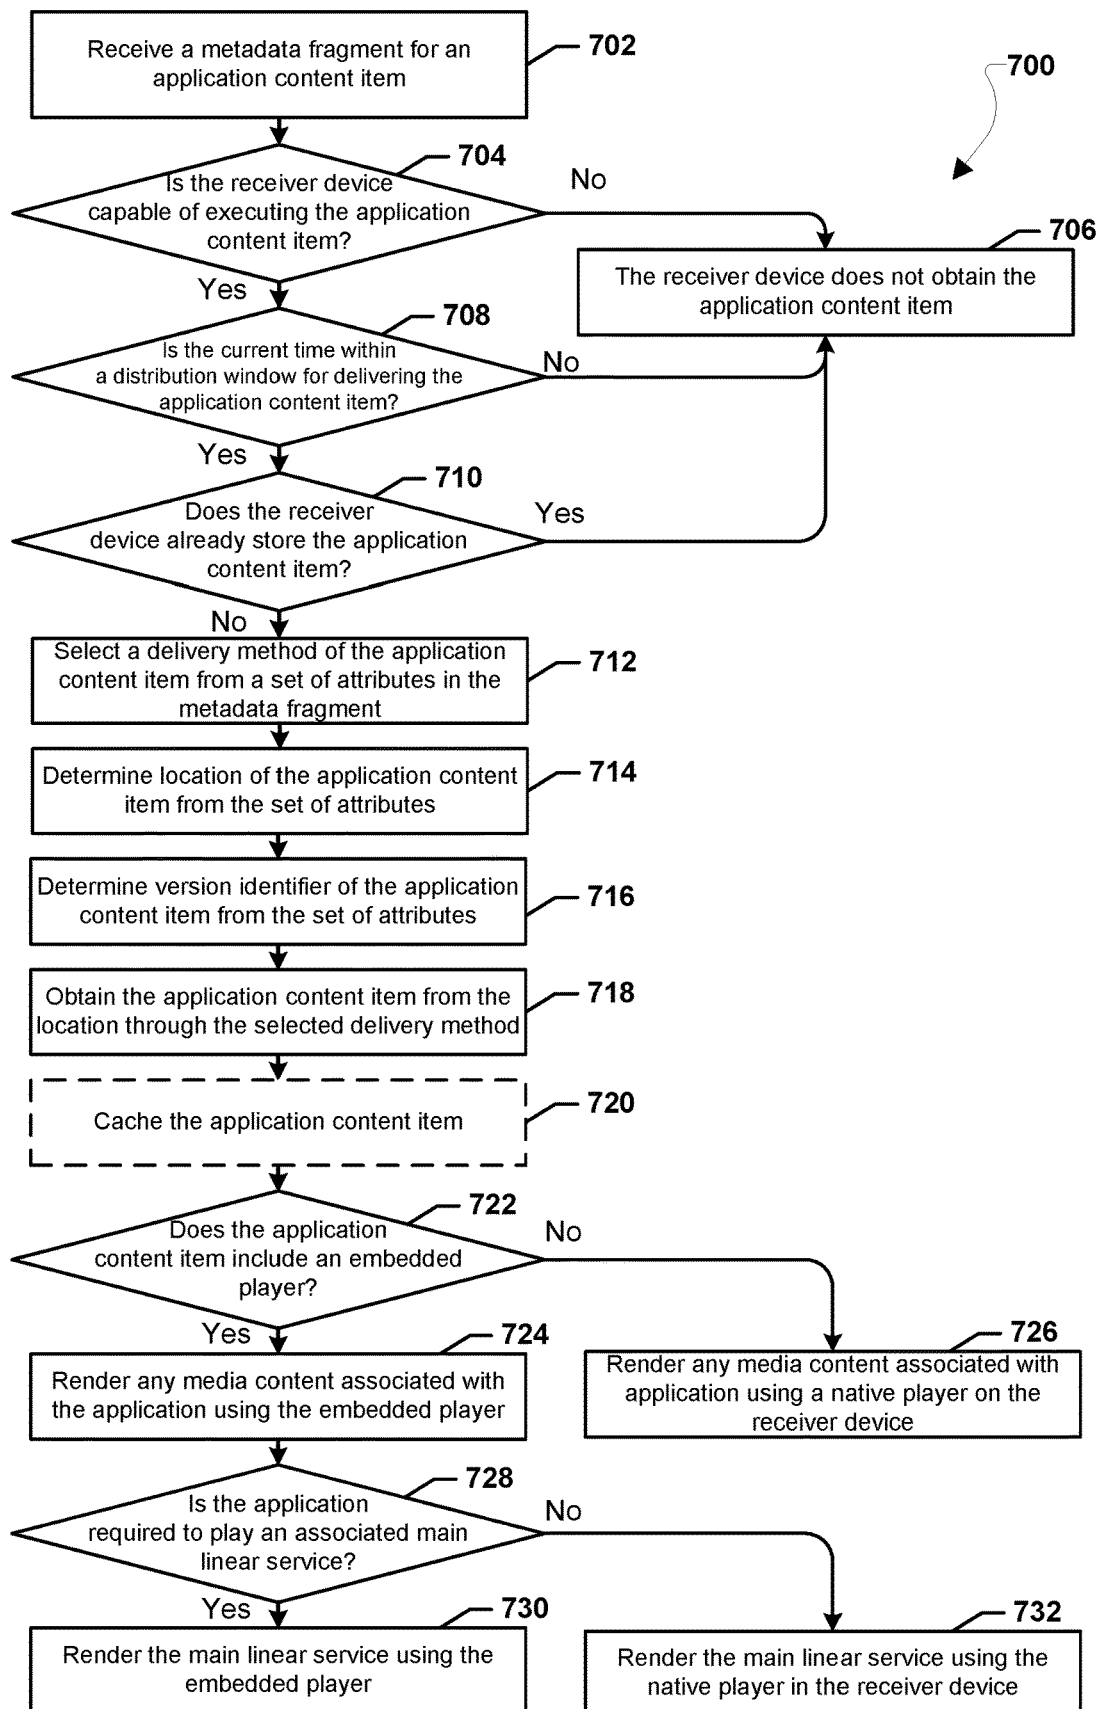 Receive a metadata fragment for an
application content item
702
700
704
Is the receiver device
capable of executing the application
content item?
No
706
The receiver device does not obtain the
application content item
Yes
708
Is the current time within
a distribution window for delivering the
application content item?
No
Yes
710
Does the receiver
device already store the application
content item?
Yes
No
Select a delivery method of the application
content item from a set of attributes in the
metadata fragment
712
Determine location of the application content
item from the set of attributes
714
Determine version identifier of the application
content item from the set of attributes
716
Obtain the application content item from the
location through the selected delivery method
718
Cache the application content item
720
722
Does the application
content item include an embedded
player?
No
Yes
724
Render any media content associated with
the application using the embedded player
726
Render any media content associated with
application using a native player on the
receiver device
728
Is the application
required to play an associated main
linear service?
No
Yes
730
Render the main linear service using the
embedded player
732
Render the main linear service using the
native player in the receiver device